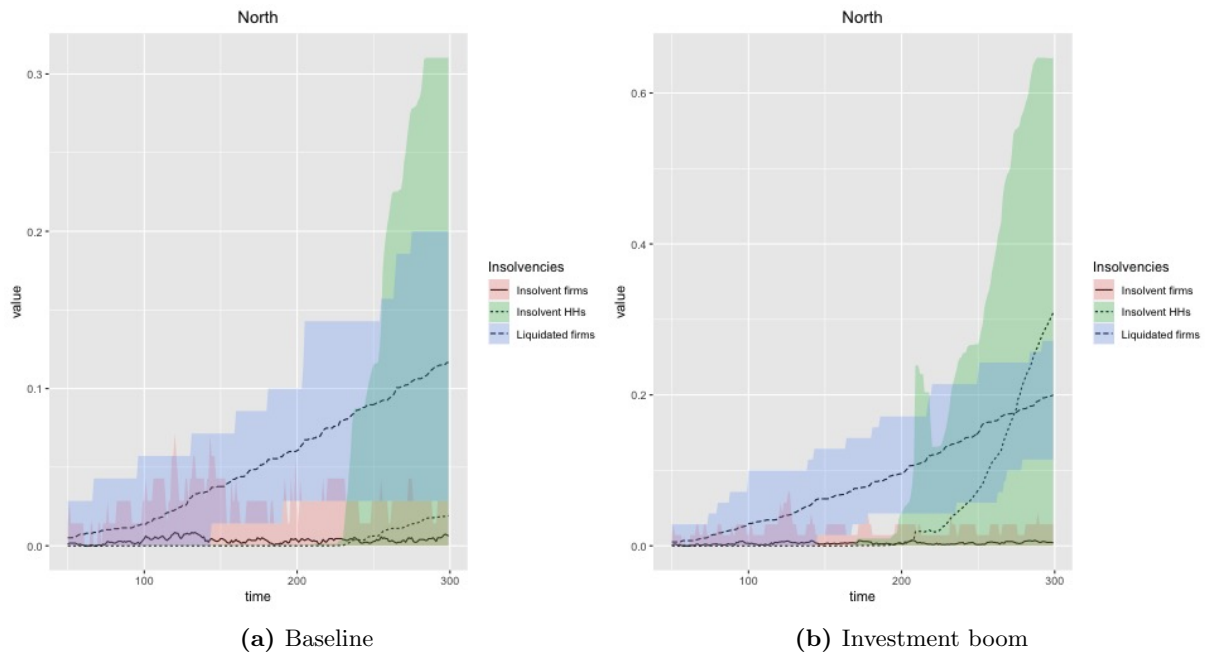 North
0.3
0.2
0.1
0.0
value
100
200
300
time
Insolvencies
Insolvent firms
Insolvent HHs
Liquidated firms
(a) Baseline
North
0.6
0.4
0.2
0.0
value
100
200
300
time
Insolvencies
Insolvent firms
Insolvent HHs
Liquidated firms
(b) Investment boom